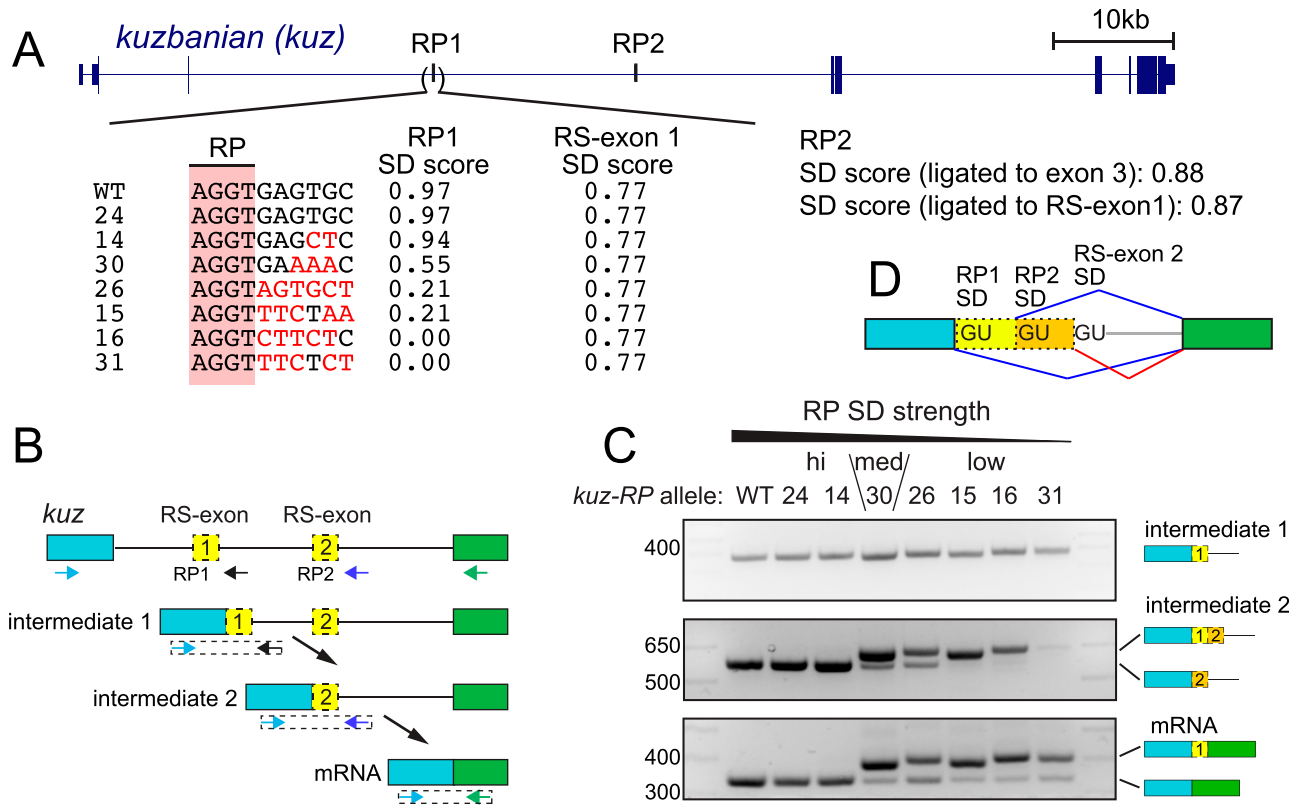 A
kuzbanian (kuz)
RP1
RP2
10kb
( )
RP
RP1
SD score
RS-exon 1
SD score
WT AGGTGAGTGC 0.97 0.77
24 AGGTGAGTGC 0.97 0.77
14 AGGTGAGCTC 0.94 0.77
30 AGGTGAAAAC 0.55 0.77
26 AGGTAGTGCT 0.21 0.77
15 AGGTTTCTAA 0.21 0.77
16 AGGTCTTCTC 0.00 0.77
31 AGGTTTCTCT 0.00 0.77
RP2
SD score (ligated to exon 3): 0.88
SD score (ligated to RS-exon1): 0.87
D
RP1
SD
RP2
SD
RS-exon 2
SD
GU GU GU
B
kuz
RS-exon
RS-exon
1 2
RP1
RP2
intermediate 1
1 2
intermediate 2
2
mRNA
C
RP SD strength
hi med low
kuz-RP allele: WT 24 14 30 26 15 16 31
400
intermediate 1
1
650
500
intermediate 2
1 2
2
400
300
mRNA
1